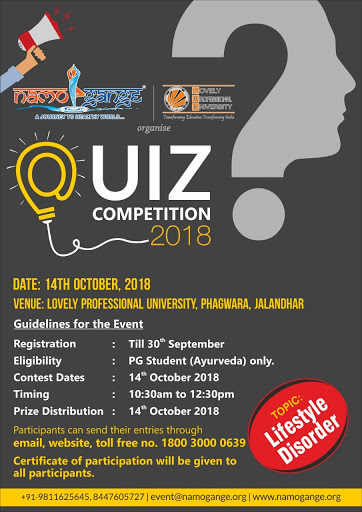 namo gange
A JOURNEY TO HEALTHY WORLD...
LOVELY
PROFESSIONAL
UNIVERSITY
Transforming Education Transforming India
organise
QUIZ
COMPETITION
2018
DATE: 14TH OCTOBER, 2018
VENUE: LOVELY PROFESSIONAL UNIVERSITY, PHAGWARA, JALANDHAR
Guidelines for the Event
Registration : Till 30th September
Eligibility : PG Student (Ayurveda) only.
Contest Dates : 14th October 2018
Timing : 10:30am to 12:30pm
Prize Distribution : 14th October 2018
TOPIC:
Lifestyle
Disorder
Participants can send their entries through
email, website, toll free no. 1800 3000 0639
Certificate of participation will be given to
all participants.
+91-9811625645, 8447605727 | event@namogange.org | www.namogange.org